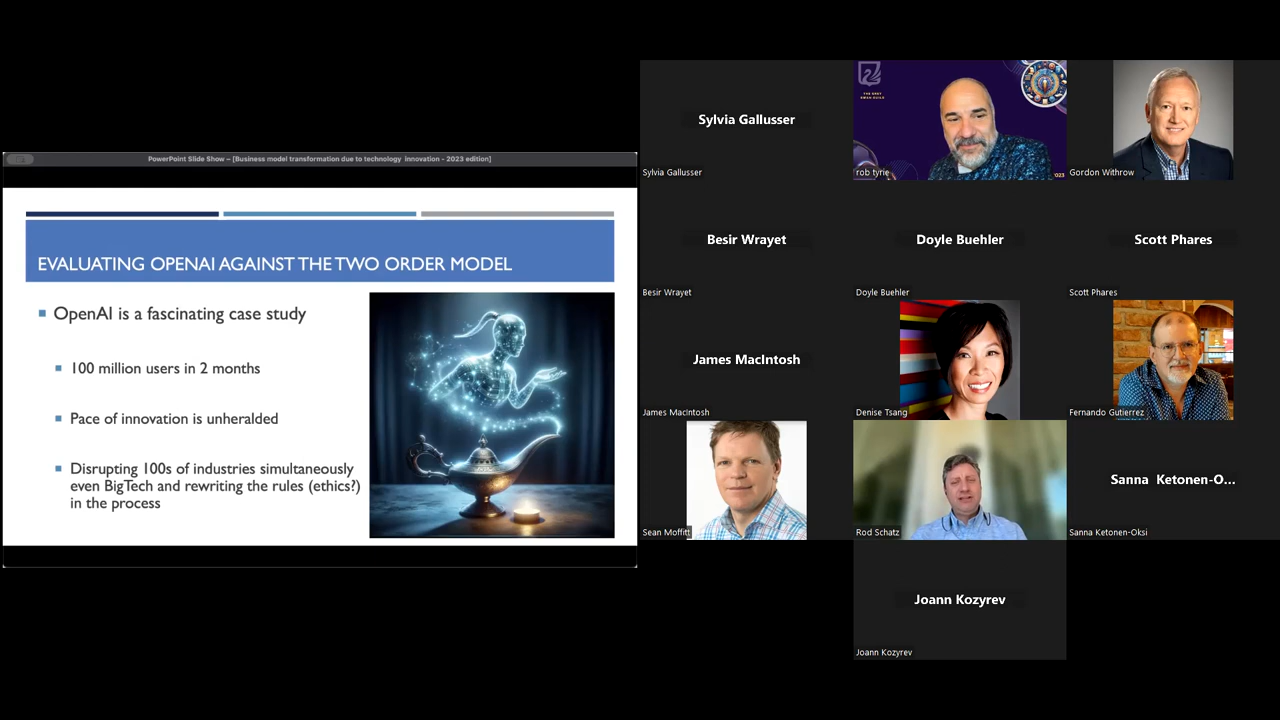 PowerPoint Slide Show – [Business model transformation due to technology innovation - 2023 edition]
EVALUATING OPENAI AGAINST THE TWO ORDER MODEL
OpenAI is a fascinating case study
100 million users in 2 months
Pace of innovation is unheralded
Disrupting 100s of industries simultaneously
even BigTech and rewriting the rules (ethics?)
in the process
Sylvia Gallusser
Sylvia Gallusser
rob tyrie
2023
Gordon Withrow
Besir Wrayet
Besir Wrayet
Doyle Buehler
Doyle Buehler
Scott Phares
Scott Phares
James MacIntosh
James MacIntosh
Denise Tsang
Fernando Gutierrez
Sean Moffitt
Rod Schatz
Sanna Ketonen-O...
Sanna Ketonen-Oksi
Joann Kozyrev
Joann Kozyrev